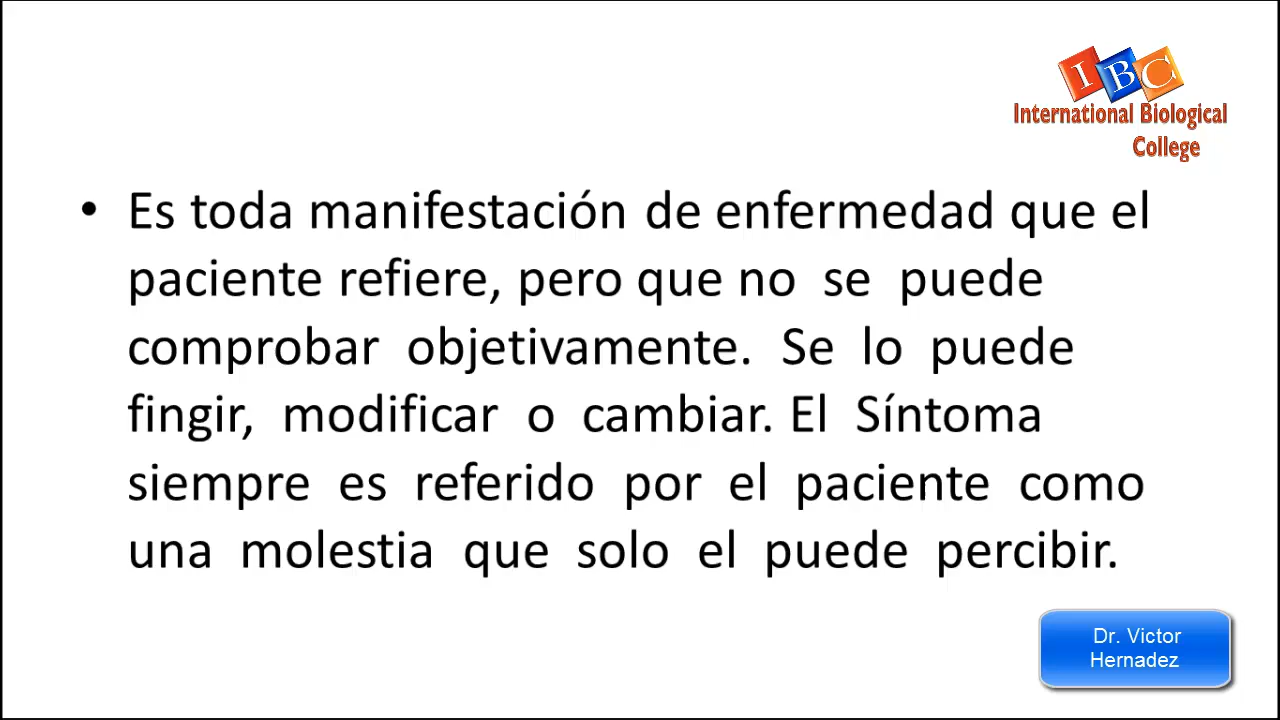 IBC
International Biological
College
• Es toda manifestación de enfermedad que el
paciente refiere, pero que no se puede
comprobar objetivamente. Se lo puede
fingir, modificar o cambiar. El Síntoma
siempre es referido por el paciente como
una molestia que solo el puede percibir.
Dr. Victor
Hernadez